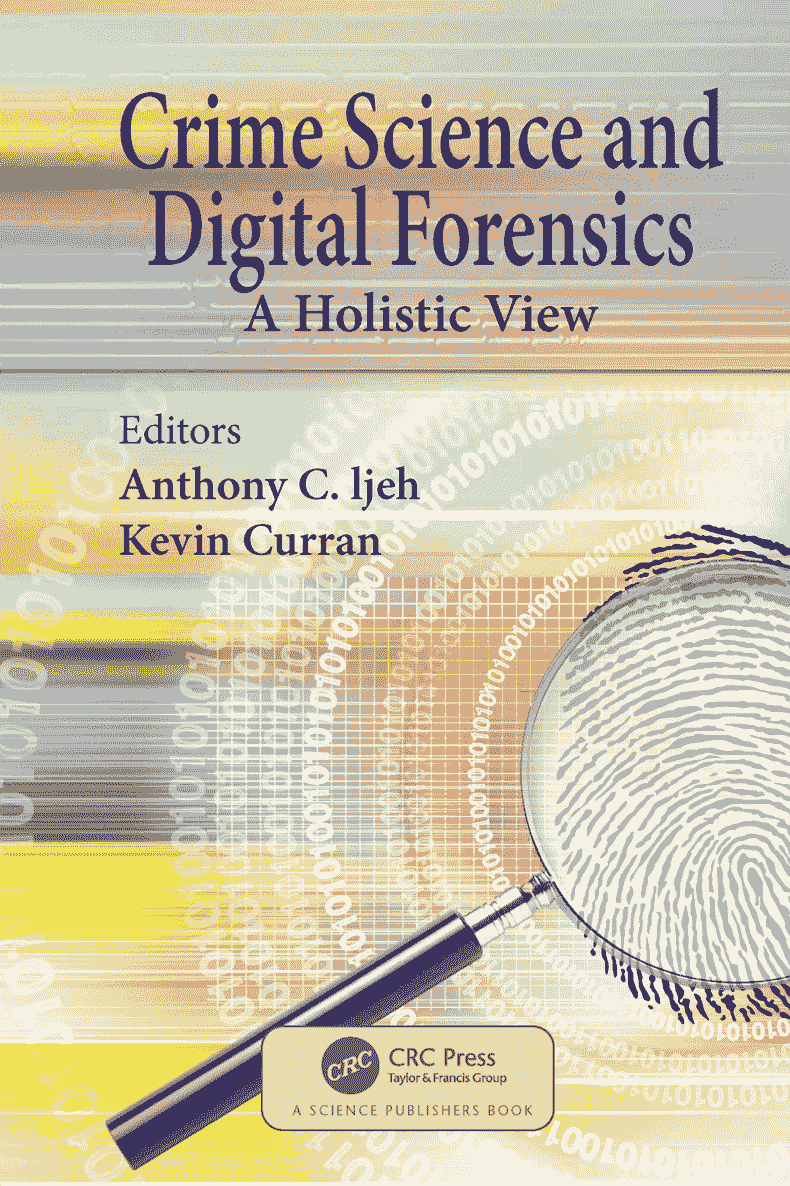 Crime Science and
Digital Forensics
A Holistic View
Editors
Anthony C. ljeh
Kevin Curran
CRC
CRC Press
Taylor & Francis Group
A SCIENCE PUBLISHERS BOOK